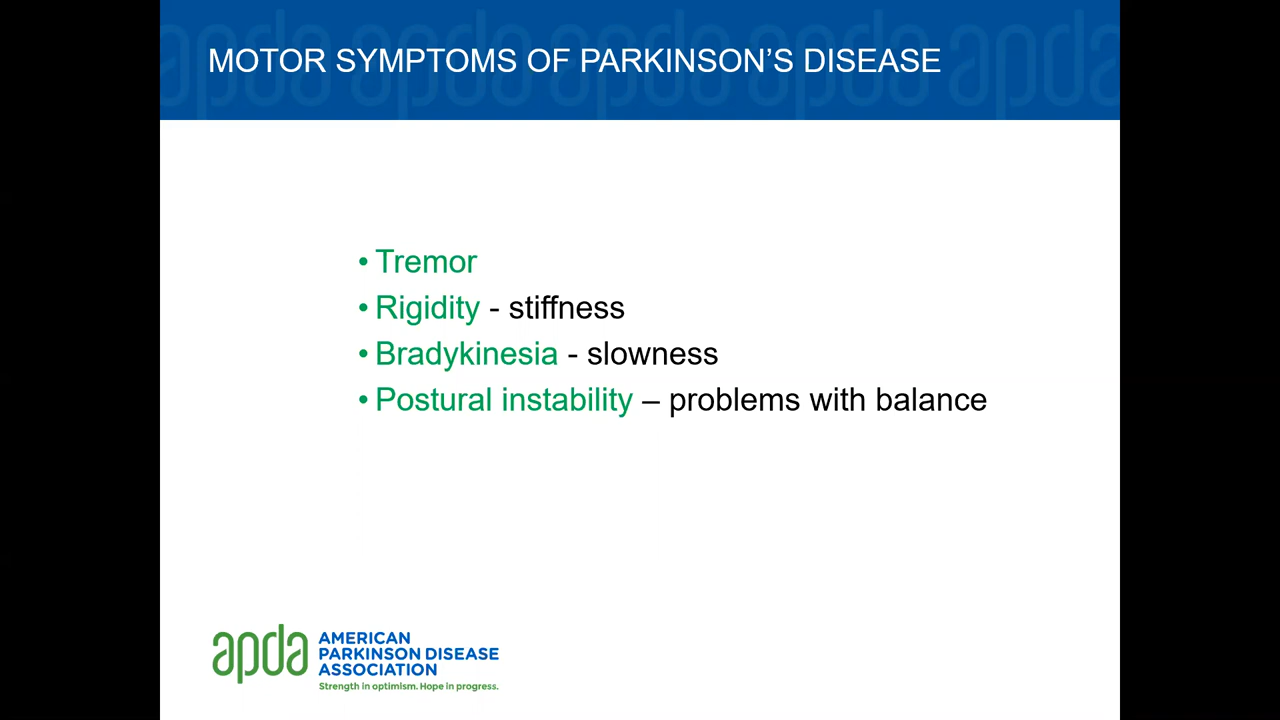 MOTOR SYMPTOMS OF PARKINSON’S DISEASE
• Tremor
• Rigidity - stiffness
• Bradykinesia - slowness
• Postural instability – problems with balance
apda
AMERICAN
PARKINSON DISEASE
ASSOCIATION
Strength in optimism. Hope in progress.